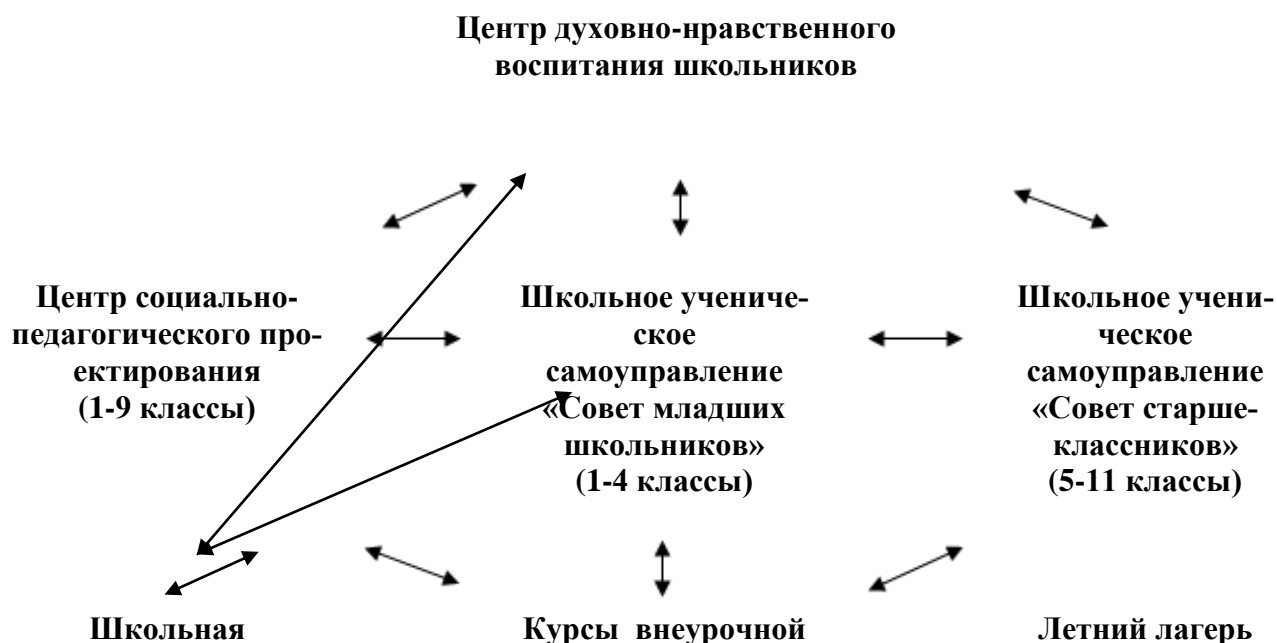 Центр духовно-нравственного
воспитания школьников
Центр социально-
педагогического про-
ектирования
(1-9 классы)
Школьное учениче-
ское
самоуправление
«Совет младших
школьников»
(1-4 классы)
Школьное учени-
ческое
самоуправление
«Совет старше-
классников»
(5-11 классы)
Школьная
Курсы внеурочной
Летний лагерь